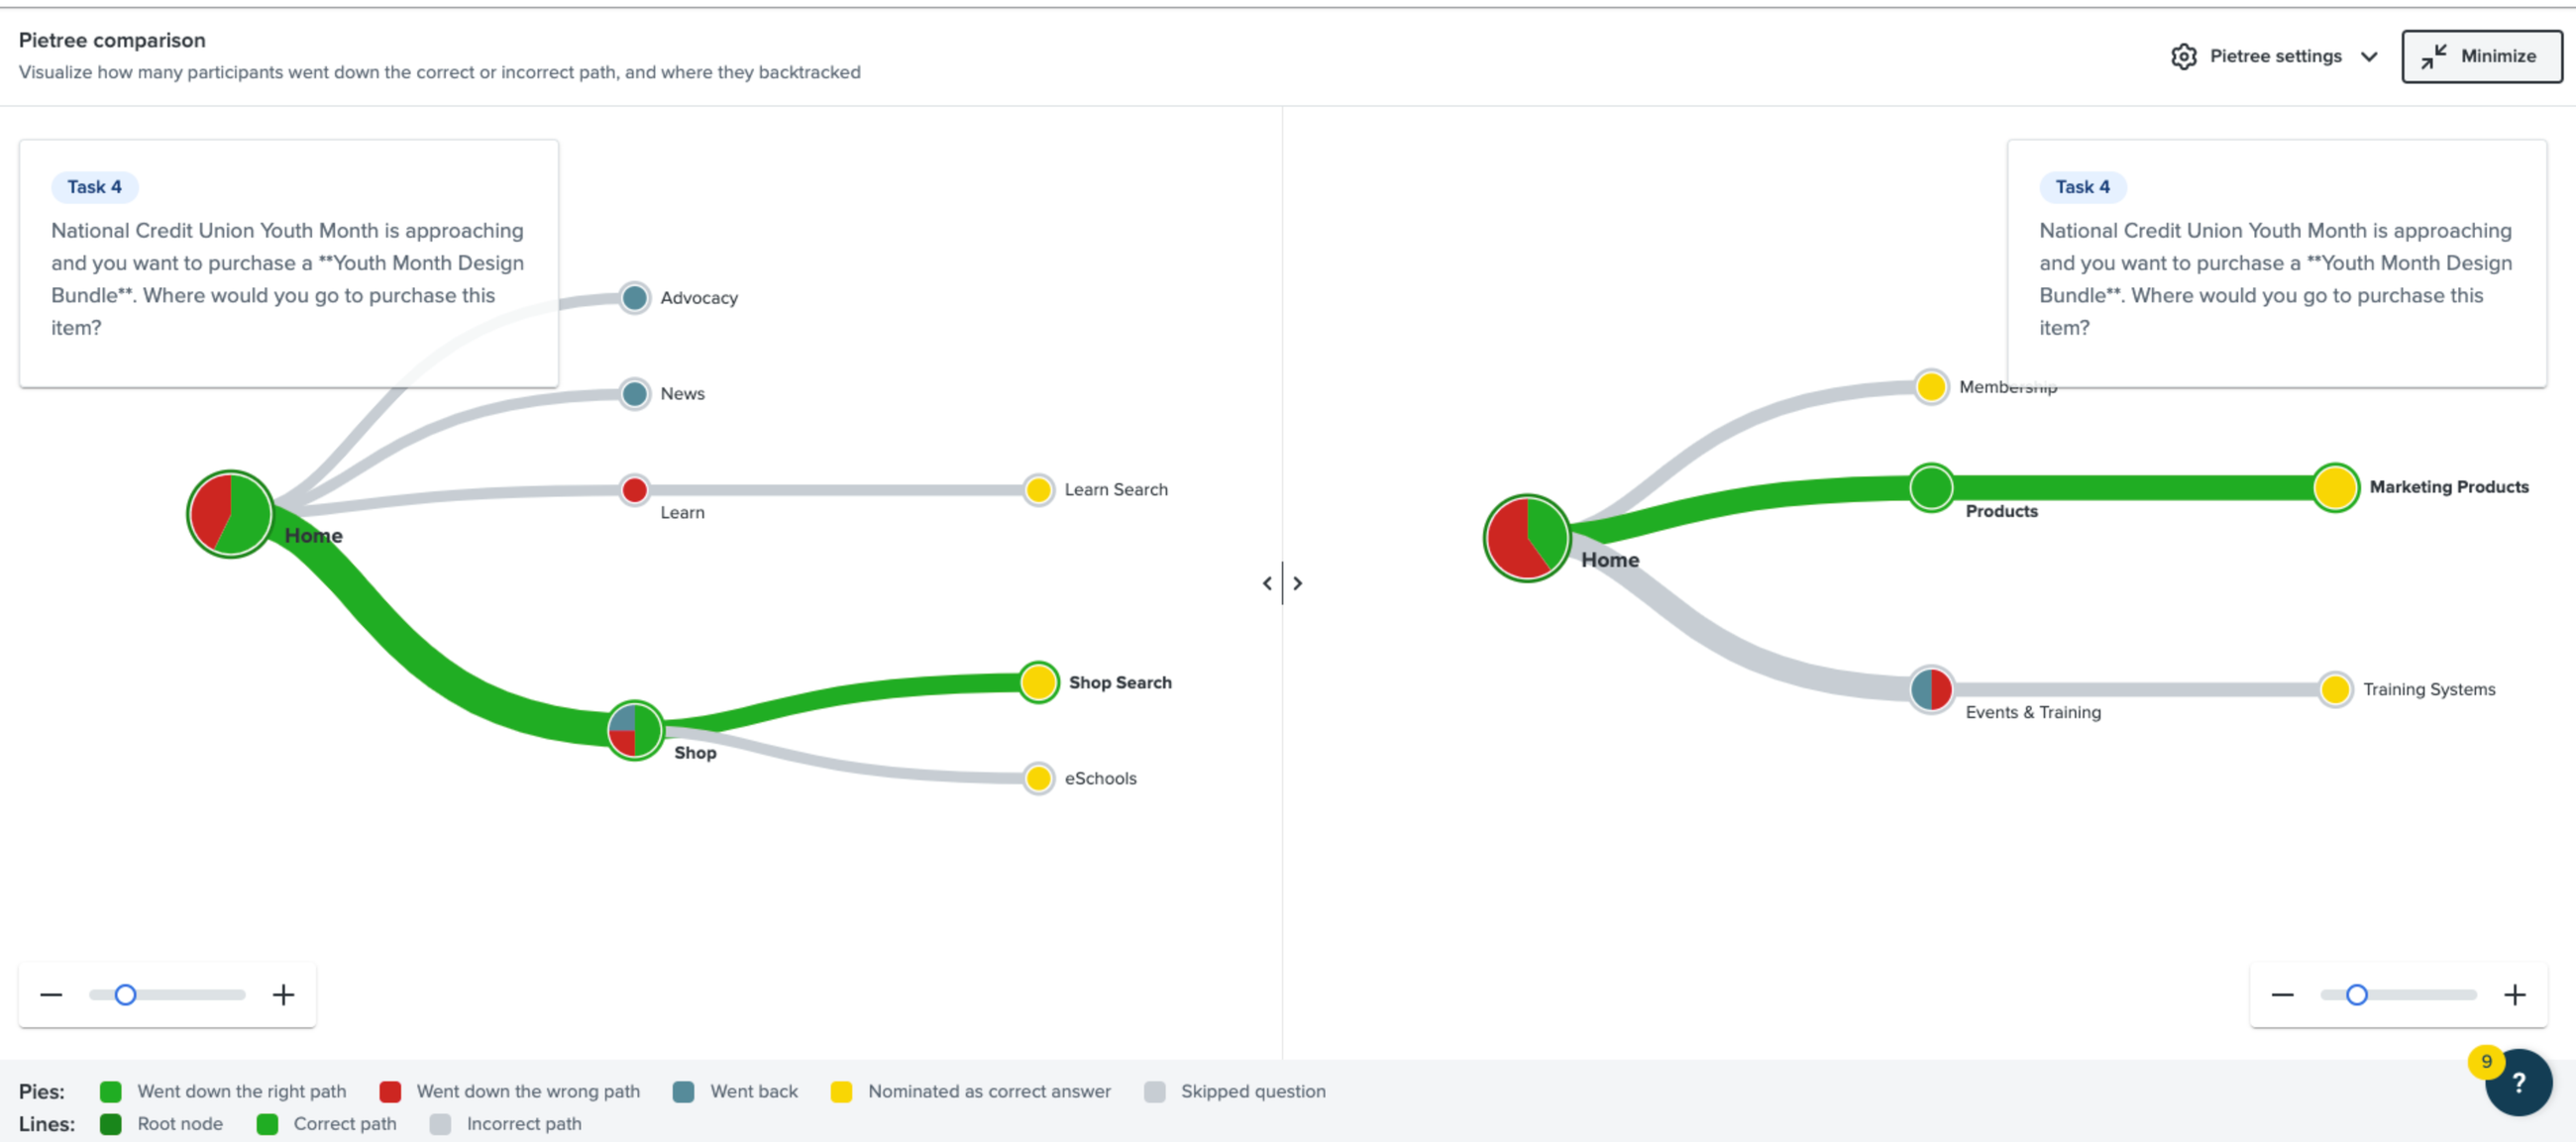 Pietree comparison
Visualize how many participants went down the correct or incorrect path, and where they backtracked
Pietree settings
Minimize
Task 4
National Credit Union Youth Month is approaching
and you want to purchase a **Youth Month Design
Bundle**. Where would you go to purchase this
item?
Advocacy
News
Learn
Learn Search
Home
Shop
Shop Search
eSchools
Task 4
National Credit Union Youth Month is approaching
and you want to purchase a **Youth Month Design
Bundle**. Where would you go to purchase this
item?
Membership
Products
Marketing Products
Home
Events & Training
Training Systems
Pies: Went down the right path Went down the wrong path Went back Nominated as correct answer Skipped question
Lines: Root node Correct path Incorrect path
9
?